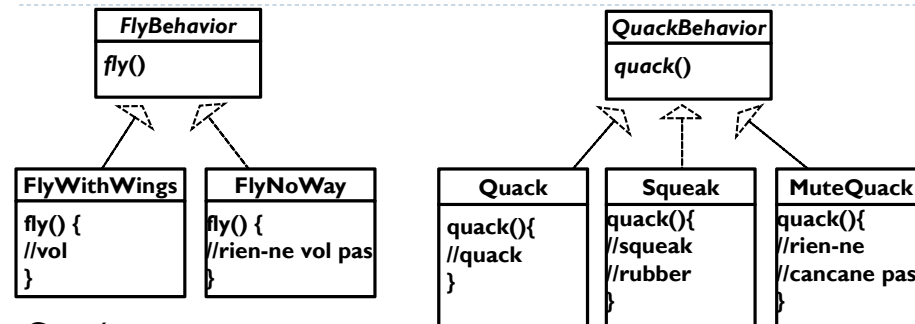 FlyBehavior
fly()
QuackBehavior
quack()
FlyWithWings
fly() {
//vol
}
FlyNoWay
fly() {
//rien-ne vol pas
}
Quack
quack(){
//quack
}
Squeak
quack(){
//squeak
//rubber
}
MuteQuack
quack(){
//rien-ne
//cancane pas
}